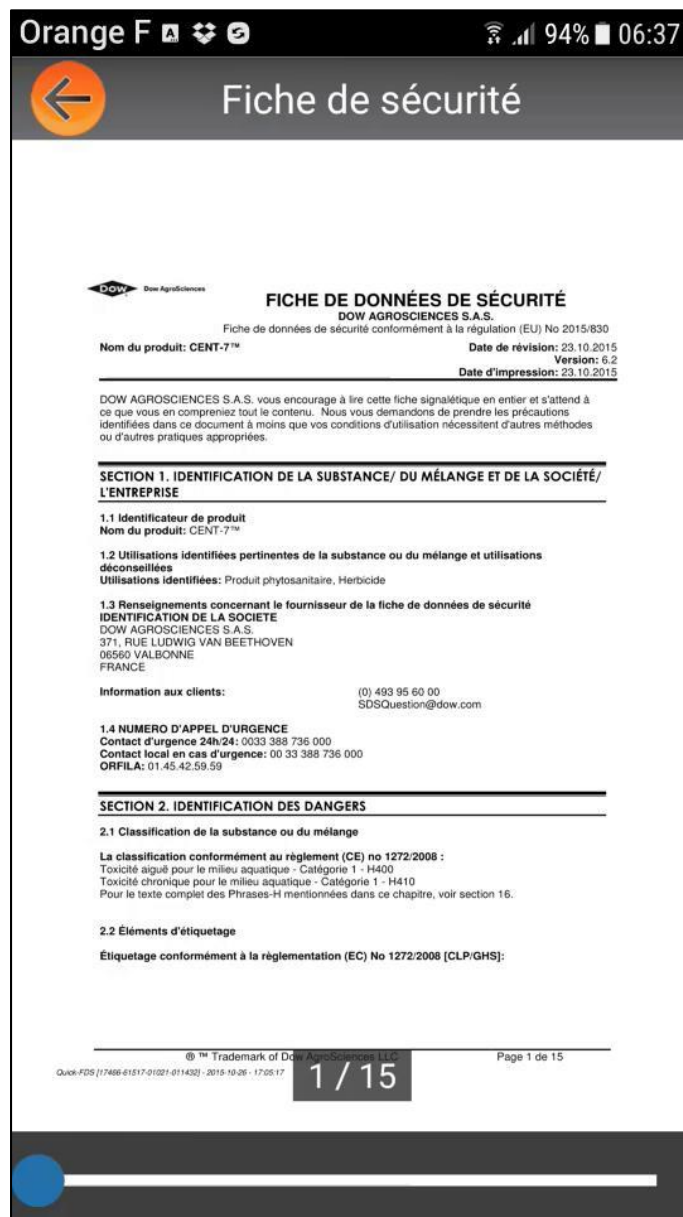 Orange F 94% 06:37
Fiche de sécurité
DOW Dow AgroSciences
FICHE DE DONNÉES DE SÉCURITÉ
DOW AGROSCIENCES S.A.S.
Fiche de données de sécurité conformément à la régulation (EU) No 2015/830
Nom du produit: CENT-7™ Date de révision: 23.10.2015
Version: 6.2
Date d'impression: 23.10.2015
DOW AGROSCIENCES S.A.S. vous encourage à lire cette fiche signalétique en entier et s'attend à
ce que vous en compreniez tout le contenu. Nous vous demandons de prendre les précautions
identifiées dans ce document à moins que vos conditions d'utilisation nécessitent d'autres méthodes
ou d'autres pratiques appropriées.
SECTION 1. IDENTIFICATION DE LA SUBSTANCE/ DU MÉLANGE ET DE LA SOCIÉTÉ/
L'ENTREPRISE
1.1 Identificateur de produit
Nom du produit: CENT-7™
1.2 Utilisations identifiées pertinentes de la substance ou du mélange et utilisations
déconseillées
Utilisations identifiées: Produit phytosanitaire, Herbicide
1.3 Renseignements concernant le fournisseur de la fiche de données de sécurité
IDENTIFICATION DE LA SOCIETE
DOW AGROSCIENCES S.A.S.
371, RUE LUDWIG VAN BEETHOVEN
06560 VALBONNE
FRANCE
Information aux clients: (0) 493 95 60 00
SDSQuestion@dow.com
1.4 NUMERO D'APPEL D'URGENCE
Contact d'urgence 24h/24: 0033 388 736 000
Contact local en cas d'urgence: 00 33 388 736 000
ORFILA: 01.45.42.59.59
SECTION 2. IDENTIFICATION DES DANGERS
2.1 Classification de la substance ou du mélange
La classification conformément au règlement (CE) no 1272/2008 :
Toxicité aiguë pour le milieu aquatique - Catégorie 1 - H400
Toxicité chronique pour le milieu aquatique - Catégorie 1 - H410
Pour le texte complet des Phrases-H mentionnées dans ce chapitre, voir section 16.
2.2 Éléments d'étiquetage
Étiquetage conformément à la règlementation (EC) No 1272/2008 [CLP/GHS]:
® ™ Trademark of Dow AgroSciences LLC Page 1 de 15
Quick-FDS [17466-61517-01021-011432] - 2015-10-26 - 17:05:17
1 / 15